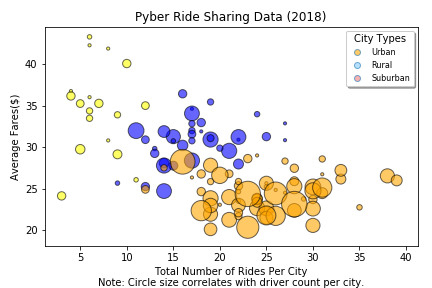 Pyber Ride Sharing Data (2018)
City Types
Urban
Rural
Suburban
Average Fares($)
40
35
30
25
20
5 10 15 20 25 30 35 40
Total Number of Rides Per City
Note: Circle size correlates with driver count per city.